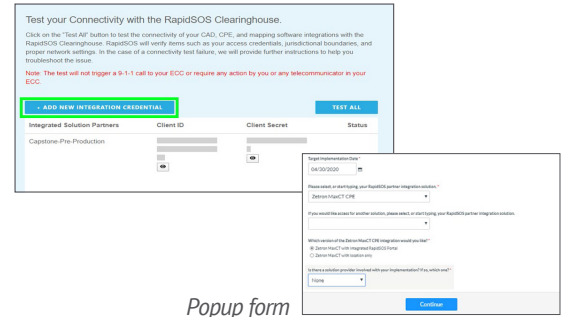 Test your Connectivity with the RapidSOS Clearinghouse.
Click on the "Test All" button to test the connectivity of your CAD, CPE, and mapping software integrations with the
RapidSOS Clearinghouse. RapidSOS will verify items such as your access credentials, jurisdictional boundaries, and
proper network settings. In the case of a connectivity test failure, we will provide further instructions to help you
troubleshoot the issue.
Note: The test will not trigger a 9-1-1 call to your ECC or require any action by you or any telecommunicator in your
ECC.
+ ADD NEW INTEGRATION CREDENTIAL
TEST ALL
Integrated Solution Partners Client ID Client Secret Status
Capstone-Pre-Production
Target Implementation Date *
04/30/2020
Please select, or start typing, your RapidSOS partner integration solution. *
Zetron MaxCT CPE
If you would like access for another solution, please select, or start typing, your RapidSOS partner integration solution.
Which version of the Zetron MaxCT CPE integration would you like? *
Zetron MaxCT with integrated RapidSOS Portal
Zetron MaxCT with location only
Is there a solution provider involved with your implementation? If so, which one? *
None
Continue
Popup form